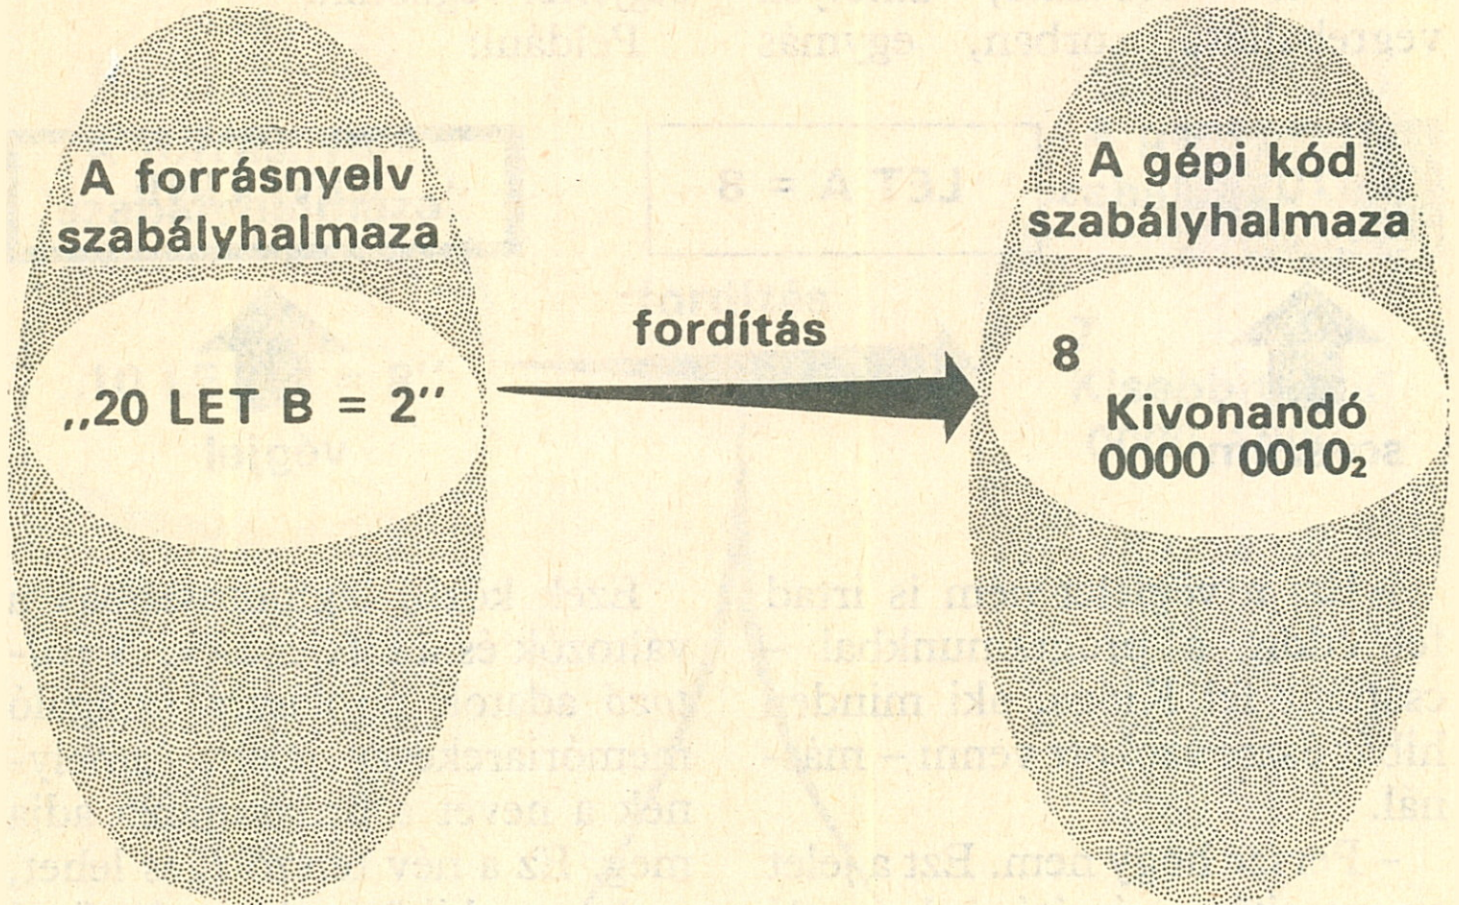 A forrásnyelv
szabályhalmaza
„20 LET B = 2”
fordítás
A gépi kód
szabályhalmaza
8
Kivonandó
0000 0010₂